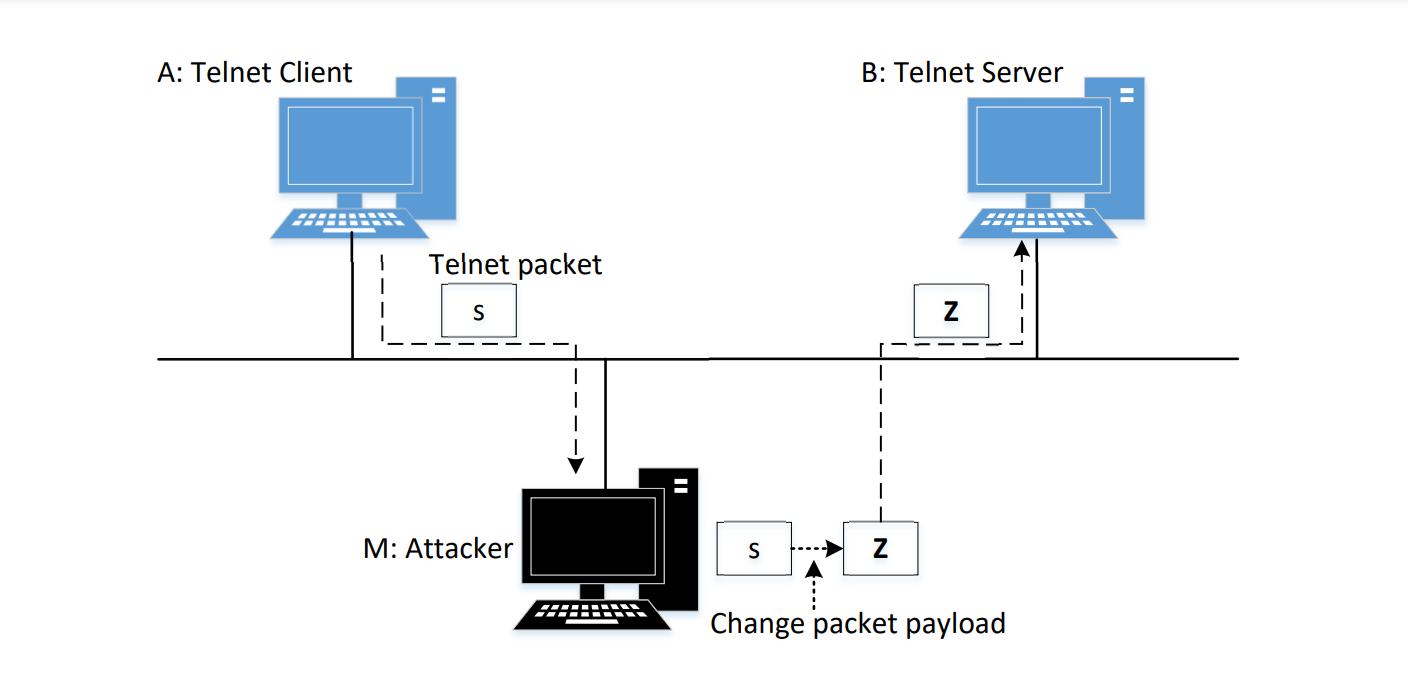 A: Telnet Client
B: Telnet Server
Telnet packet
s
Z
M: Attacker
s
Z
Change packet payload